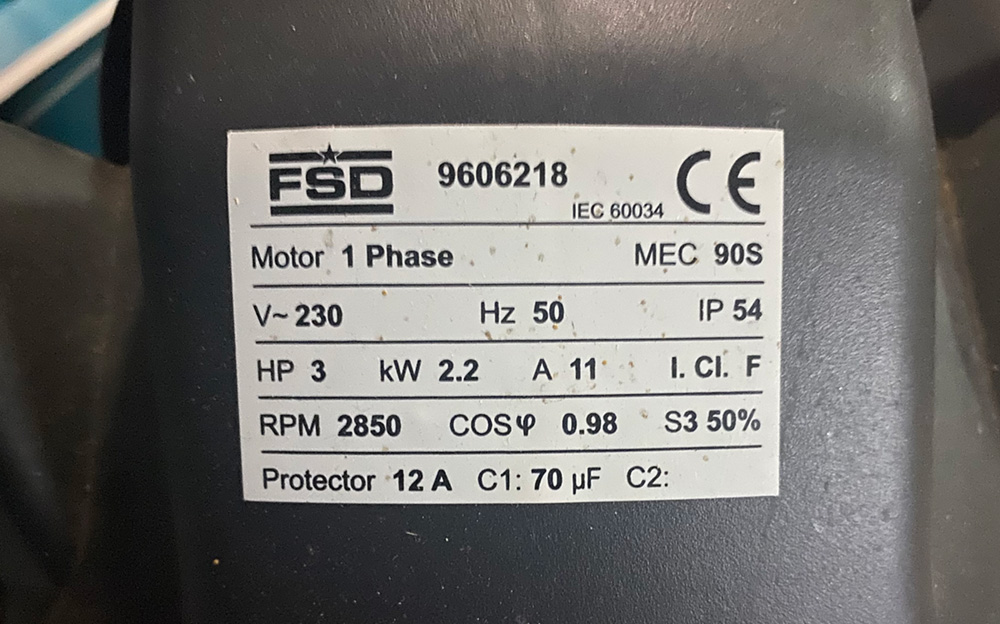 FSD 9606218 CE
IEC 60034
Motor 1 Phase MEC 90S
V~ 230 Hz 50 IP 54
HP 3 kW 2.2 A 11 I. Cl. F
RPM 2850 COSφ 0.98 S3 50%
Protector 12 A C1: 70 µF C2: